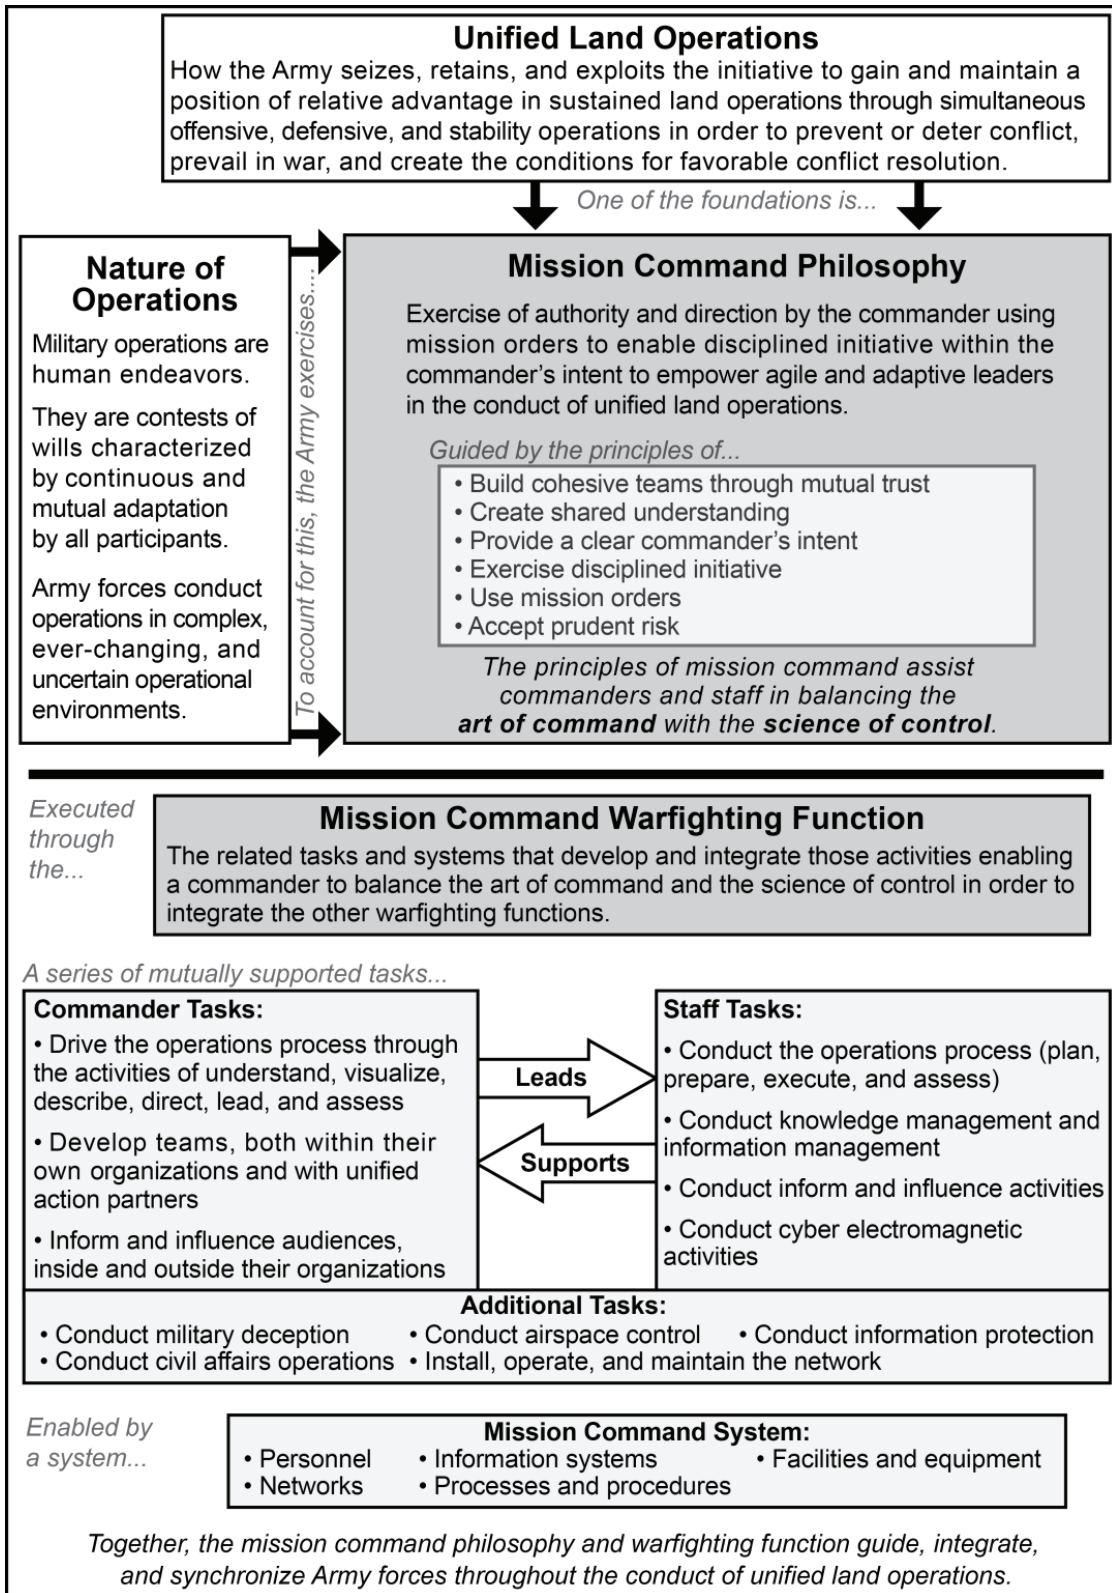 Unified Land Operations
How the Army seizes, retains, and exploits the initiative to gain and maintain a
position of relative advantage in sustained land operations through simultaneous
offensive, defensive, and stability operations in order to prevent or deter conflict,
prevail in war, and create the conditions for favorable conflict resolution.
One of the foundations is...
Nature of
Operations
Military operations are
human endeavors.
They are contests of
wills characterized
by continuous and
mutual adaptation
by all participants.
Army forces conduct
operations in complex,
ever-changing, and
uncertain operational
environments.
To account for this, the Army exercises....
Mission Command Philosophy
Exercise of authority and direction by the commander using
mission orders to enable disciplined initiative within the
commander’s intent to empower agile and adaptive leaders
in the conduct of unified land operations.
Guided by the principles of...
• Build cohesive teams through mutual trust
• Create shared understanding
• Provide a clear commander’s intent
• Exercise disciplined initiative
• Use mission orders
• Accept prudent risk
The principles of mission command assist
commanders and staff in balancing the
art of command with the science of control.
Executed
through
the...
Mission Command Warfighting Function
The related tasks and systems that develop and integrate those activities enabling
a commander to balance the art of command and the science of control in order to
integrate the other warfighting functions.
A series of mutually supported tasks...
Commander Tasks:
• Drive the operations process through
the activities of understand, visualize,
describe, direct, lead, and assess
• Develop teams, both within their
own organizations and with unified
action partners
• Inform and influence audiences,
inside and outside their organizations
Leads
Supports
Staff Tasks:
• Conduct the operations process (plan,
prepare, execute, and assess)
• Conduct knowledge management and
information management
• Conduct inform and influence activities
• Conduct cyber electromagnetic
activities
Additional Tasks:
• Conduct military deception • Conduct airspace control • Conduct information protection
• Conduct civil affairs operations • Install, operate, and maintain the network
Enabled by
a system...
Mission Command System:
• Personnel • Information systems • Facilities and equipment
• Networks • Processes and procedures
Together, the mission command philosophy and warfighting function guide, integrate,
and synchronize Army forces throughout the conduct of unified land operations.